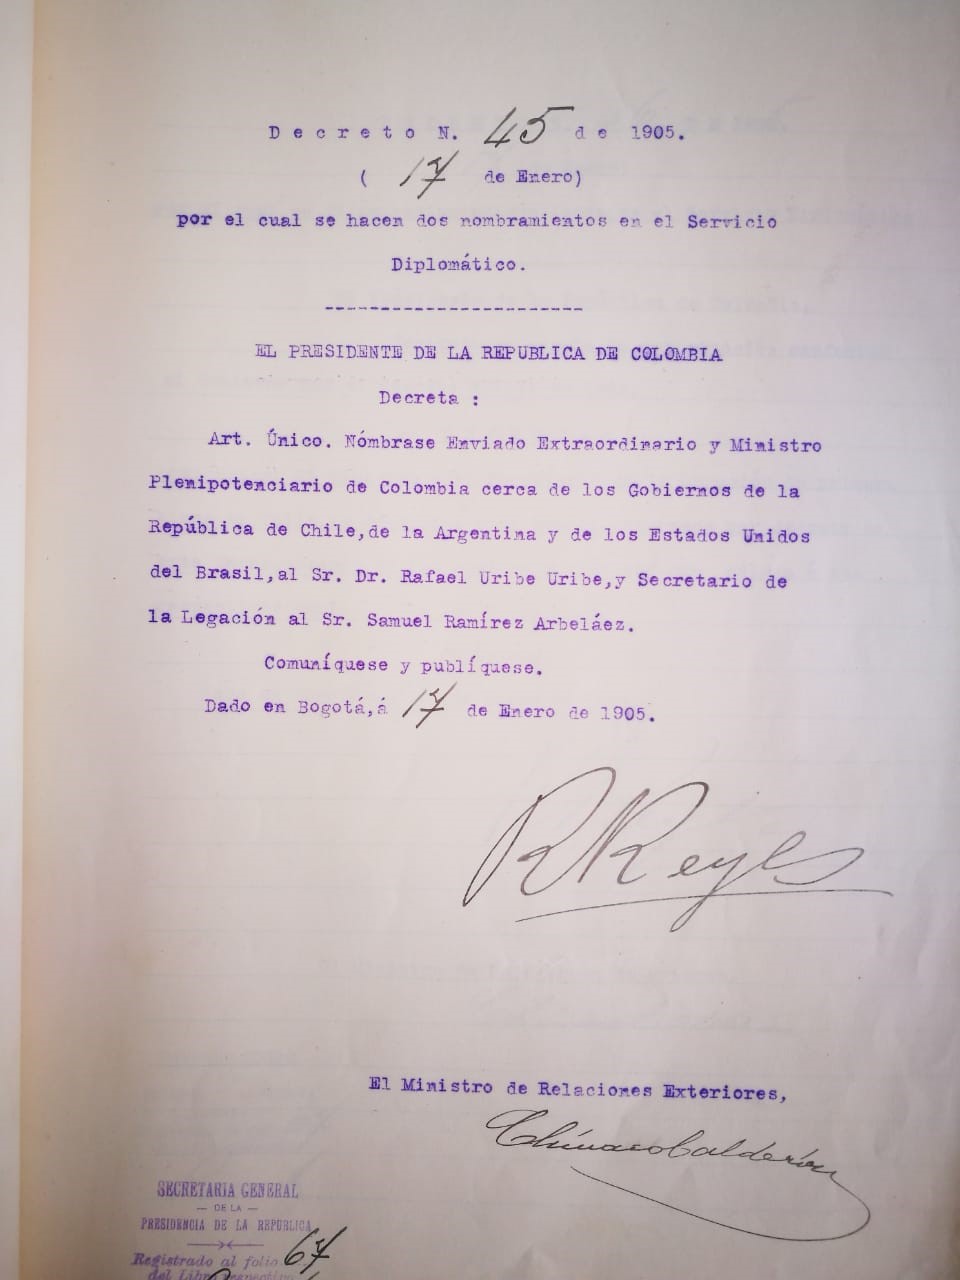 Decreto N. 45 de 1905.
( 17 de Enero)
por el cual se hacen dos nombramientos en el Servicio
Diplomático.
-----------------------
EL PRESIDENTE DE LA REPUBLICA DE COLOMBIA
Decreta :
Art. Único. Nómbrase Enviado Extraordinario y Ministro
Plenipotenciario de Colombia cerca de los Gobiernos de la
República de Chile,de la Argentina y de los Estados Unidos
del Brasil,al Sr. Dr. Rafael Uribe Uribe,y Secretario de
la Legación al Sr. Samuel Ramírez Arbeláez.
Comuníquese y publíquese.
Dado en Bogotá,á 17 de Enero de 1905.
R Reyes
El Ministro de Relaciones Exteriores,
Clímaco Calderón
SECRETARIA GENERAL
— DE LA —
PRESIDENCIA DE LA REPUBLICA
Registrado al folio 67
del Libro respectivo